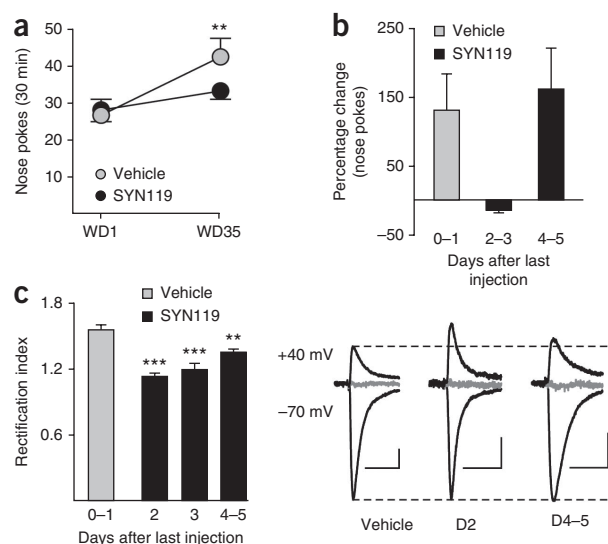 a
**
50
40
30
20
10
Nose pokes (30 min)
Vehicle
SYN119
WD1 WD35
b
Vehicle
SYN119
250
150
50
−50
Percentage change
(nose pokes)
0–1 2–3 4–5
Days after last
injection
c
Vehicle
SYN119
1.8
1.2
0.6
Rectification index
*** *** **
0–1 2 3 4–5
Days after last injection
+40 mV
−70 mV
Vehicle D2 D4–5